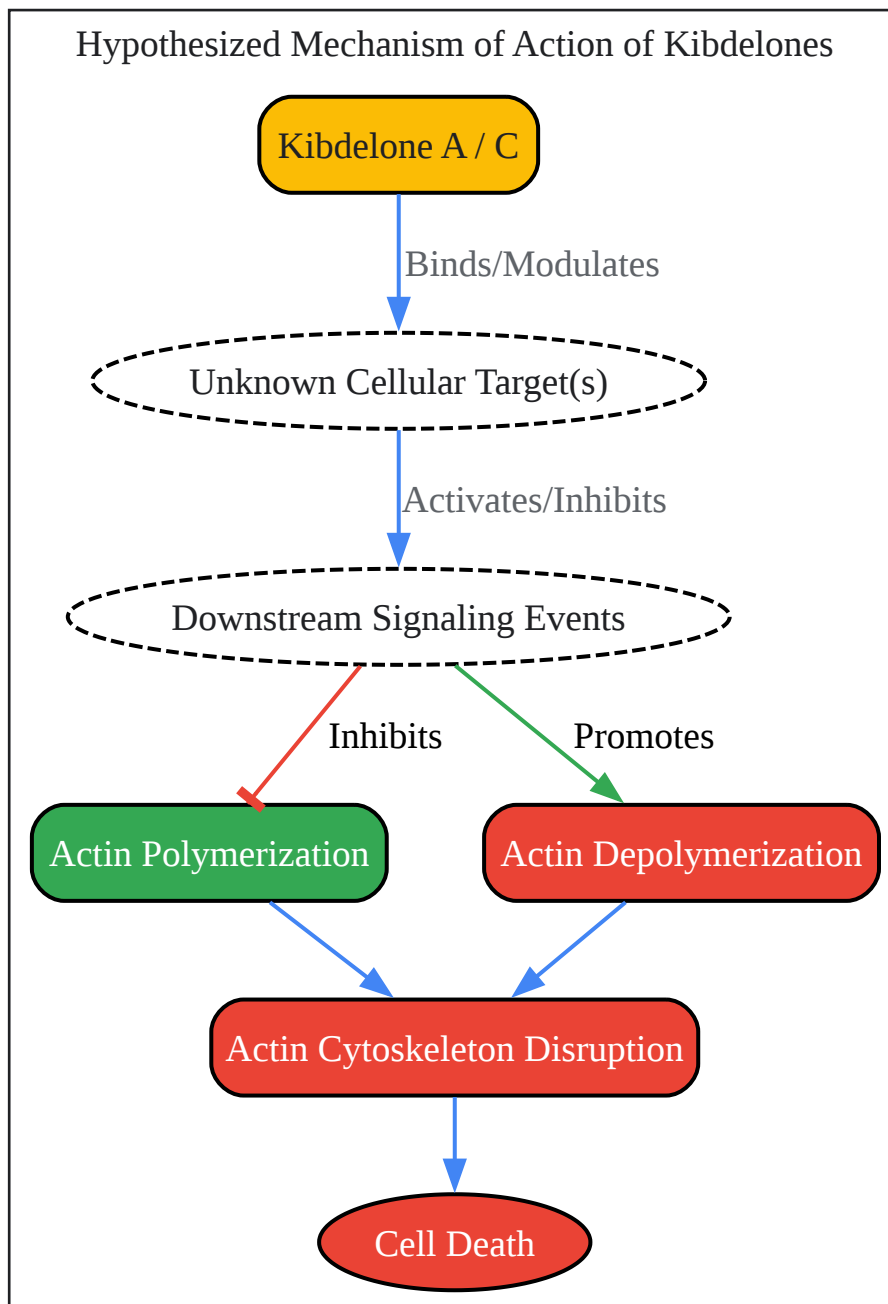 Hypothesized Mechanism of Action of Kibdelones
Kibdelone A / C
Binds/Modulates
Unknown Cellular Target(s)
Activates/Inhibits
Downstream Signaling Events
Inhibits
Promotes
Actin Polymerization
Actin Depolymerization
Actin Cytoskeleton Disruption
Cell Death